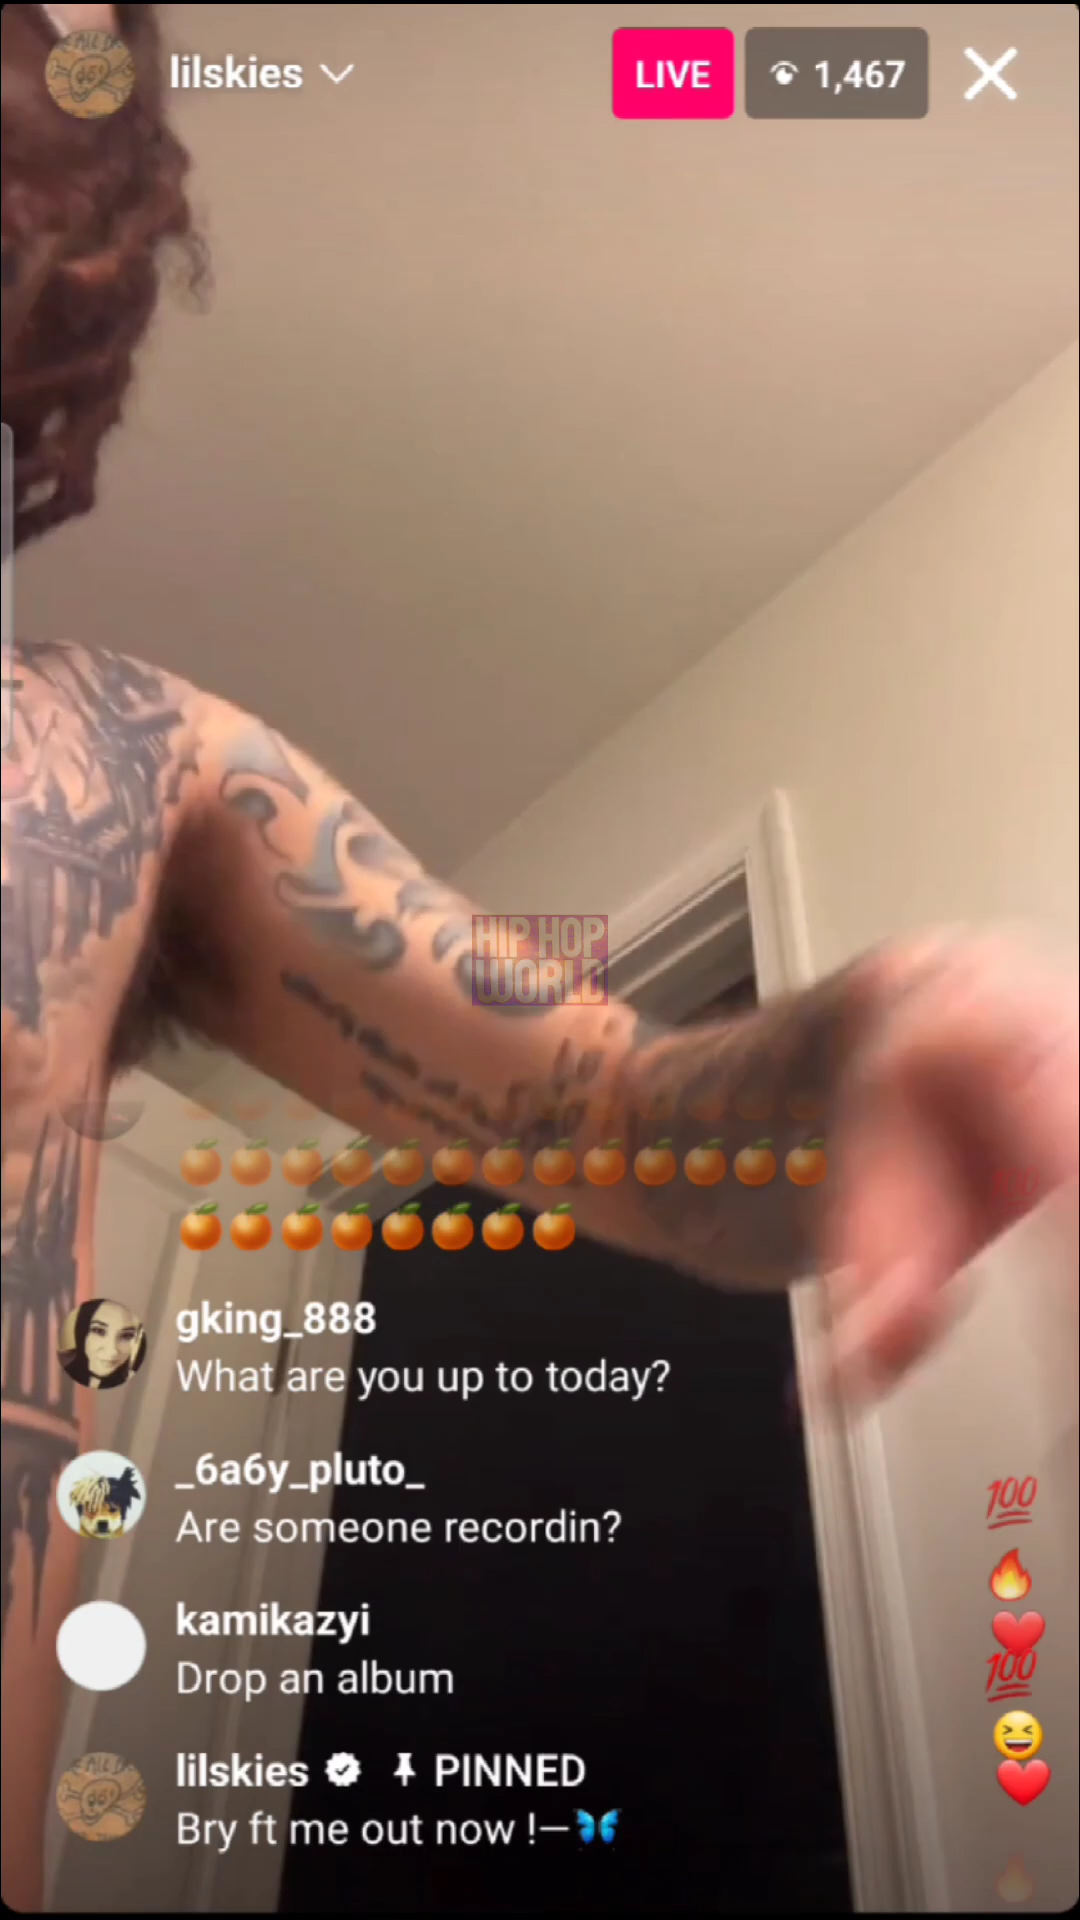 lilskies
LIVE
1,467
HIP HOP
WORLD
🍊🍊🍊🍊🍊🍊🍊🍊🍊🍊🍊🍊🍊
🍊🍊🍊🍊🍊🍊🍊🍊
gking_888
What are you up to today?
_6a6y_pluto_
Are someone recordin?
kamikazyi
Drop an album
lilskies PINNED
Bry ft me out now !–🦋
💯
💯